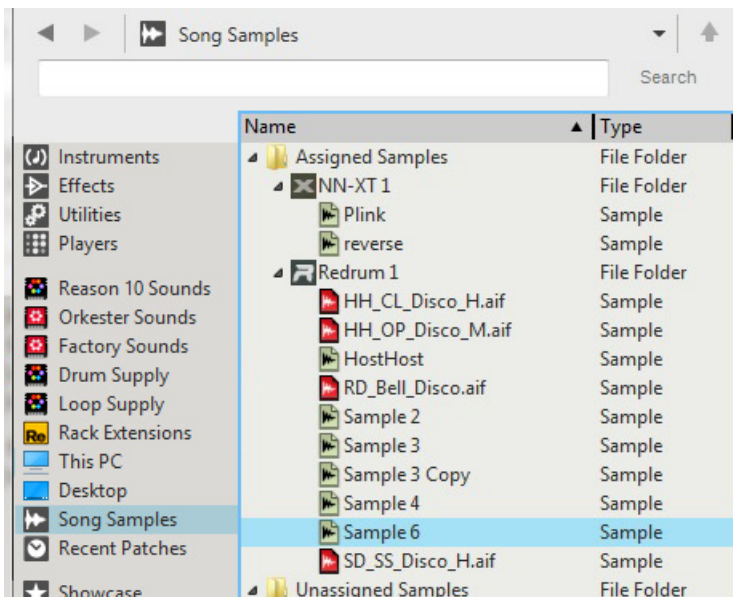 Song Samples
Search
Name Type
Instruments
Effects
Utilities
Players
Reason 10 Sounds
Orkester Sounds
Factory Sounds
Drum Supply
Loop Supply
Re Rack Extensions
This PC
Desktop
Song Samples
Recent Patches
Showcase
Assigned Samples File Folder
NN-XT 1 File Folder
Plink Sample
reverse Sample
Redrum 1 File Folder
HH_CL_Disco_H.aif Sample
HH_OP_Disco_M.aif Sample
HostHost Sample
RD_Bell_Disco.aif Sample
Sample 2 Sample
Sample 3 Sample
Sample 3 Copy Sample
Sample 4 Sample
Sample 6 Sample
SD_SS_Disco_H.aif Sample
Unassigned Samples File Folder